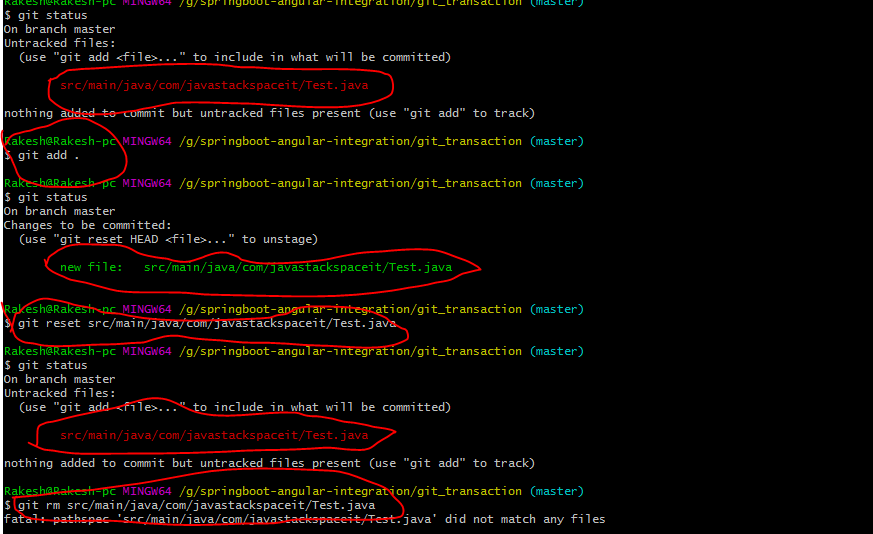 Rakesh@Rakesh-pc MINGW64 /g/springboot-angular-integration/git_transaction (master)
$ git status
On branch master
Untracked files:
  (use "git add <file>..." to include in what will be committed)
        src/main/java/com/javastackspaceit/Test.java
nothing added to commit but untracked files present (use "git add" to track)
Rakesh@Rakesh-pc MINGW64 /g/springboot-angular-integration/git_transaction (master)
$ git add .
Rakesh@Rakesh-pc MINGW64 /g/springboot-angular-integration/git_transaction (master)
$ git status
On branch master
Changes to be committed:
  (use "git reset HEAD <file>..." to unstage)
        new file:   src/main/java/com/javastackspaceit/Test.java
Rakesh@Rakesh-pc MINGW64 /g/springboot-angular-integration/git_transaction (master)
$ git reset src/main/java/com/javastackspaceit/Test.java
Rakesh@Rakesh-pc MINGW64 /g/springboot-angular-integration/git_transaction (master)
$ git status
On branch master
Untracked files:
  (use "git add <file>..." to include in what will be committed)
        src/main/java/com/javastackspaceit/Test.java
nothing added to commit but untracked files present (use "git add" to track)
Rakesh@Rakesh-pc MINGW64 /g/springboot-angular-integration/git_transaction (master)
$ git rm src/main/java/com/javastackspaceit/Test.java
fatal: pathspec 'src/main/java/com/javastackspaceit/Test.java' did not match any files